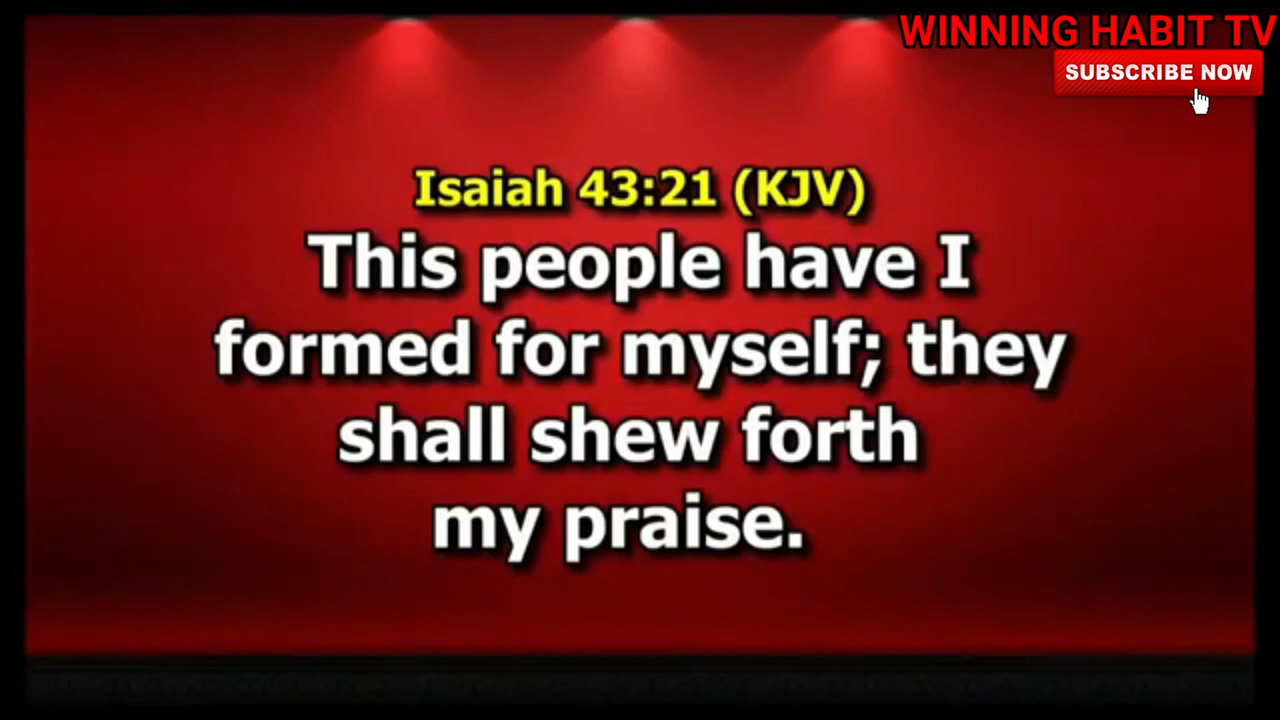 WINNING HABIT TV
SUBSCRIBE NOW
Isaiah 43:21 (KJV)
This people have I
formed for myself; they
shall shew forth
my praise.